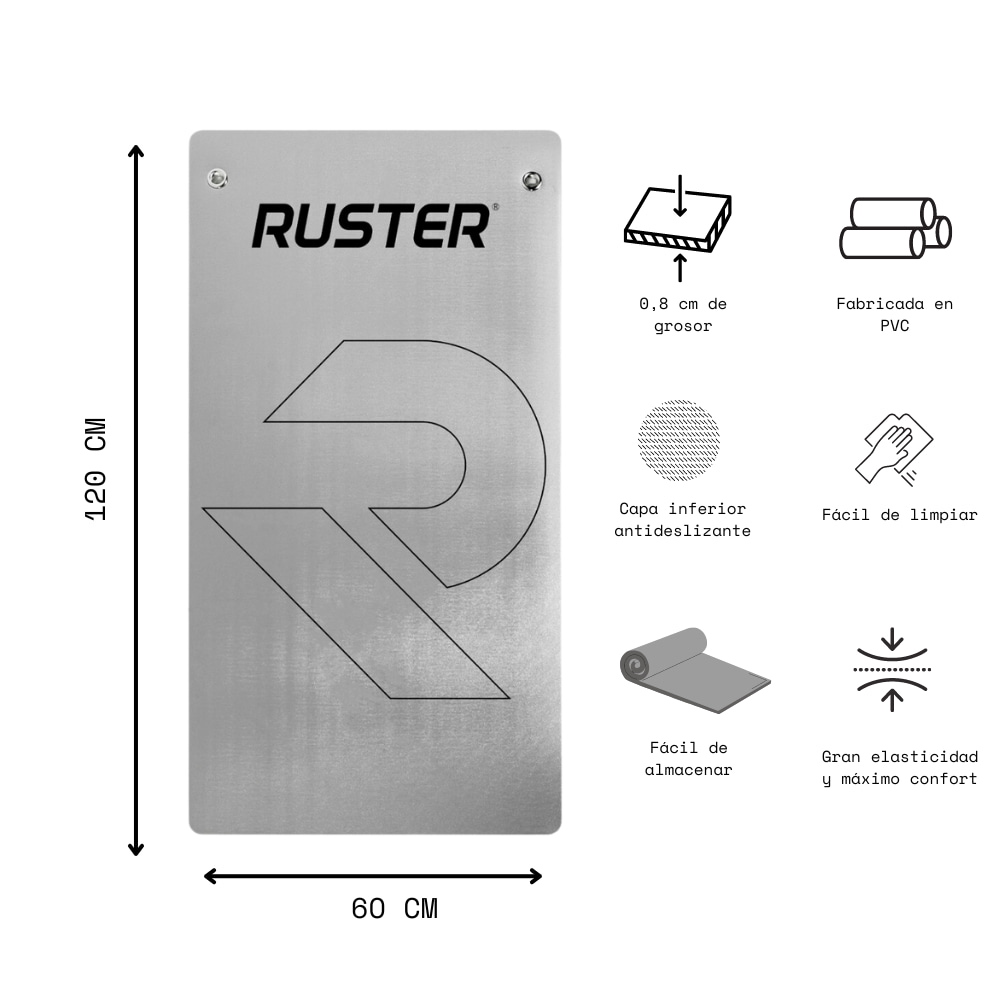 RUSTER®
120 CM
60 CM
0,8 cm de
grosor
Fabricada en
PVC
Capa inferior
antideslizante
Fácil de limpiar
Fácil de
almacenar
Gran elasticidad
y máximo confort